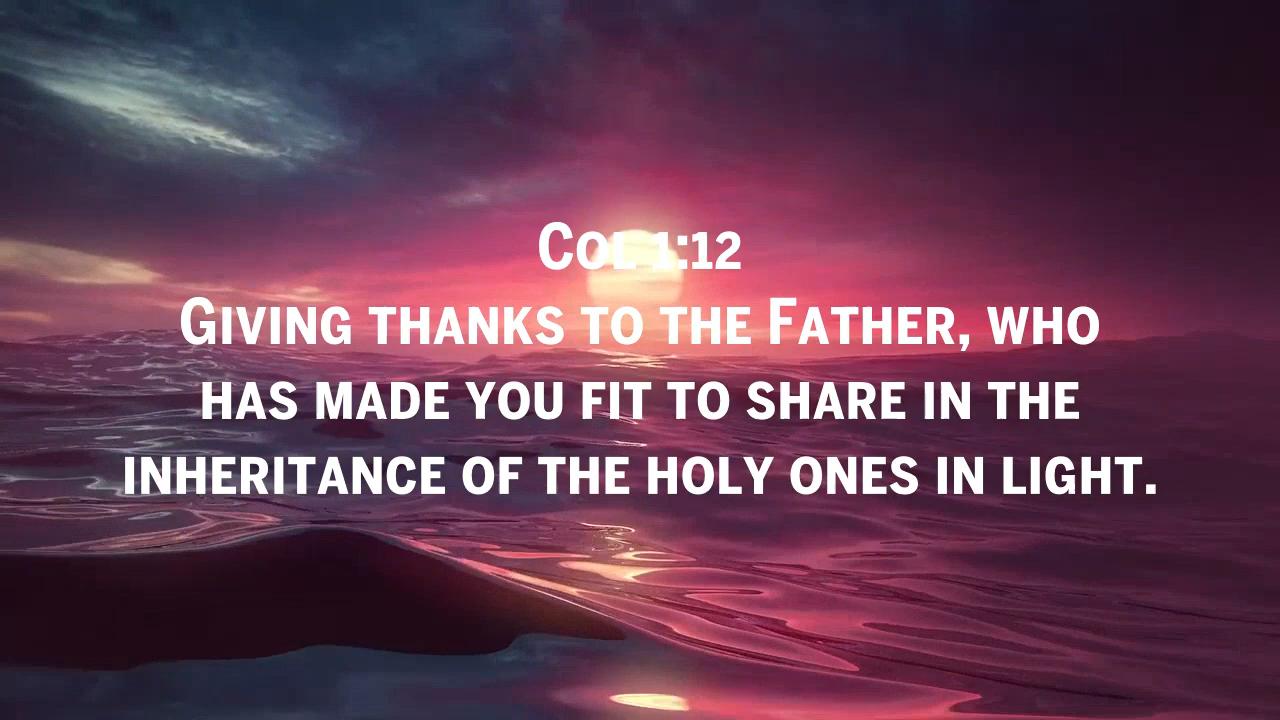 Col 1:12
Giving thanks to the Father, who
has made you fit to share in the
inheritance of the holy ones in light.